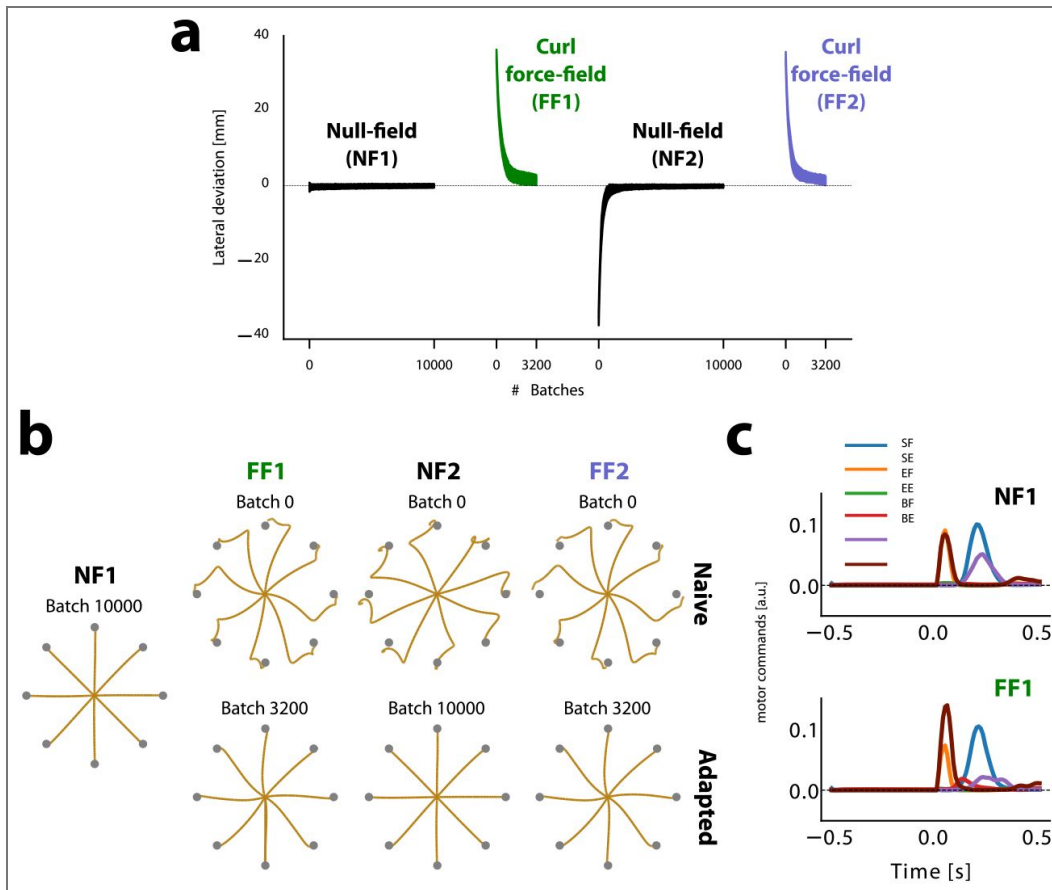 a
40
20
0
—20
—40
Lateral deviation [mm]
Null-field
(NF1)
Curl
force-field
(FF1)
Null-field
(NF2)
Curl
force-field
(FF2)
0
10000
0
3200
0
10000
0
3200
# Batches
b
NF1
Batch 10000
FF1
Batch 0
NF2
Batch 0
FF2
Batch 0
Naive
Batch 3200
Batch 10000
Batch 3200
Adapted
c
SF
SE
EF
EE
BF
BE
NF1
0.1
0.0
−0.5
0.0
0.5
motor commands [a.u.]
FF1
0.1
0.0
−0.5
0.0
0.5
Time [s]